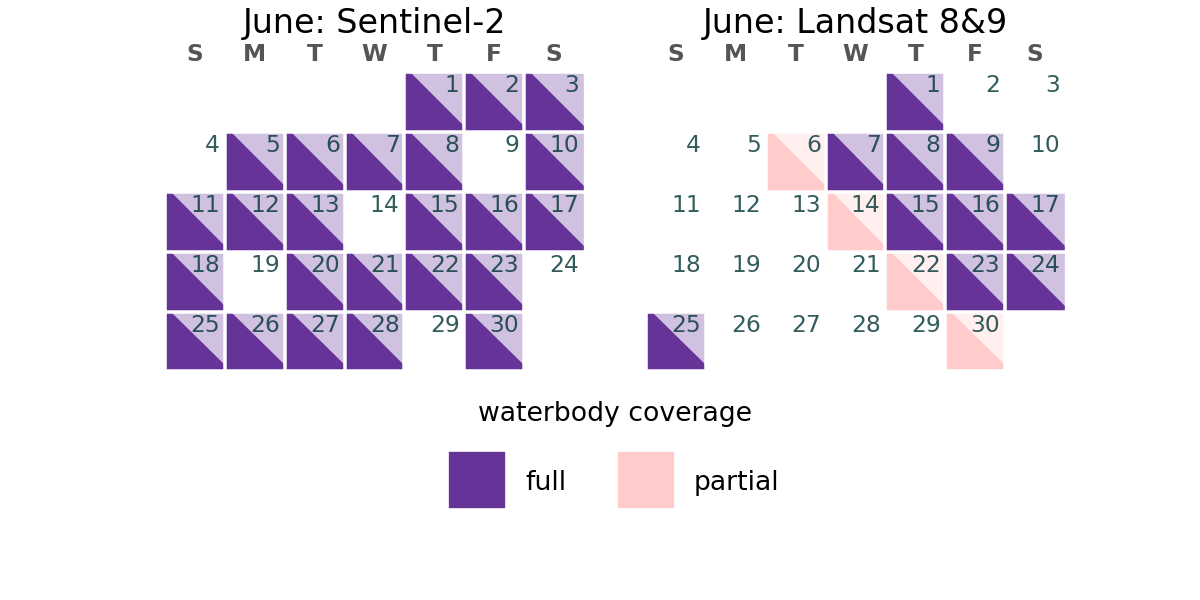 June: Sentinel-2
S M T W T F S
1 2 3
4 5 6 7 8 9 10
11 12 13 14 15 16 17
18 19 20 21 22 23 24
25 26 27 28 29 30
June: Landsat 8&9
S M T W T F S
1 2 3
4 5 6 7 8 9 10
11 12 13 14 15 16 17
18 19 20 21 22 23 24
25 26 27 28 29 30
waterbody coverage
full partial